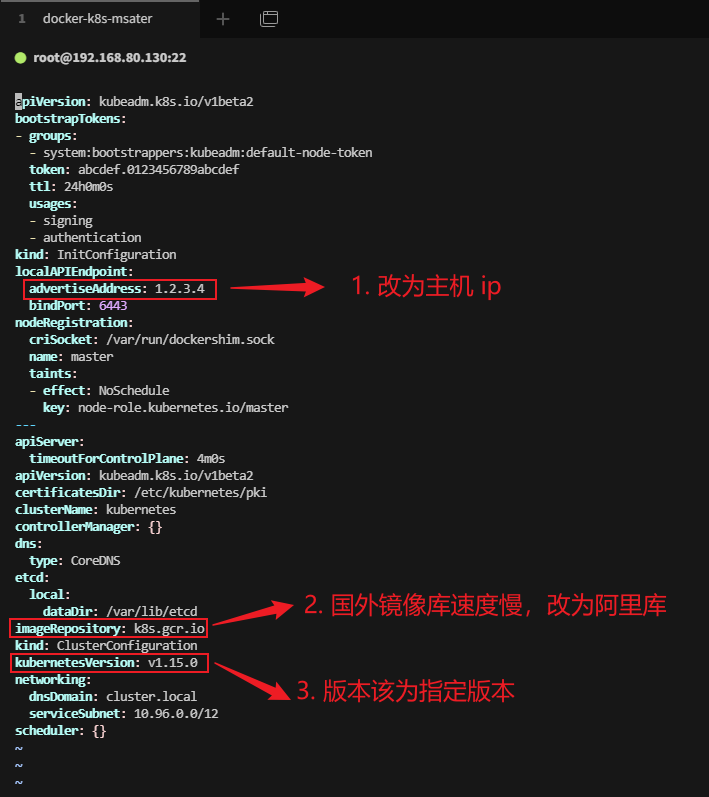 1 docker-k8s-msater
root@192.168.80.130:22
apiVersion: kubeadm.k8s.io/v1beta2
bootstrapTokens:
- groups:
  - system:bootstrappers:kubeadm:default-node-token
  token: abcdef.0123456789abcdef
  ttl: 24h0m0s
  usages:
  - signing
  - authentication
kind: InitConfiguration
localAPIEndpoint:
  advertiseAddress: 1.2.3.4 1. 改为主机 ip
  bindPort: 6443
nodeRegistration:
  criSocket: /var/run/dockershim.sock
  name: master
  taints:
  - effect: NoSchedule
    key: node-role.kubernetes.io/master
---
apiServer:
  timeoutForControlPlane: 4m0s
apiVersion: kubeadm.k8s.io/v1beta2
certificatesDir: /etc/kubernetes/pki
clusterName: kubernetes
controllerManager: {}
dns:
  type: CoreDNS
etcd:
  local:
    dataDir: /var/lib/etcd
2. 国外镜像库速度慢，改为阿里库
imageRepository: k8s.gcr.io
kind: ClusterConfiguration
kubernetesVersion: v1.15.0
networking:
3. 版本该为指定版本
  dnsDomain: cluster.local
  serviceSubnet: 10.96.0.0/12
scheduler: {}
~
~
~